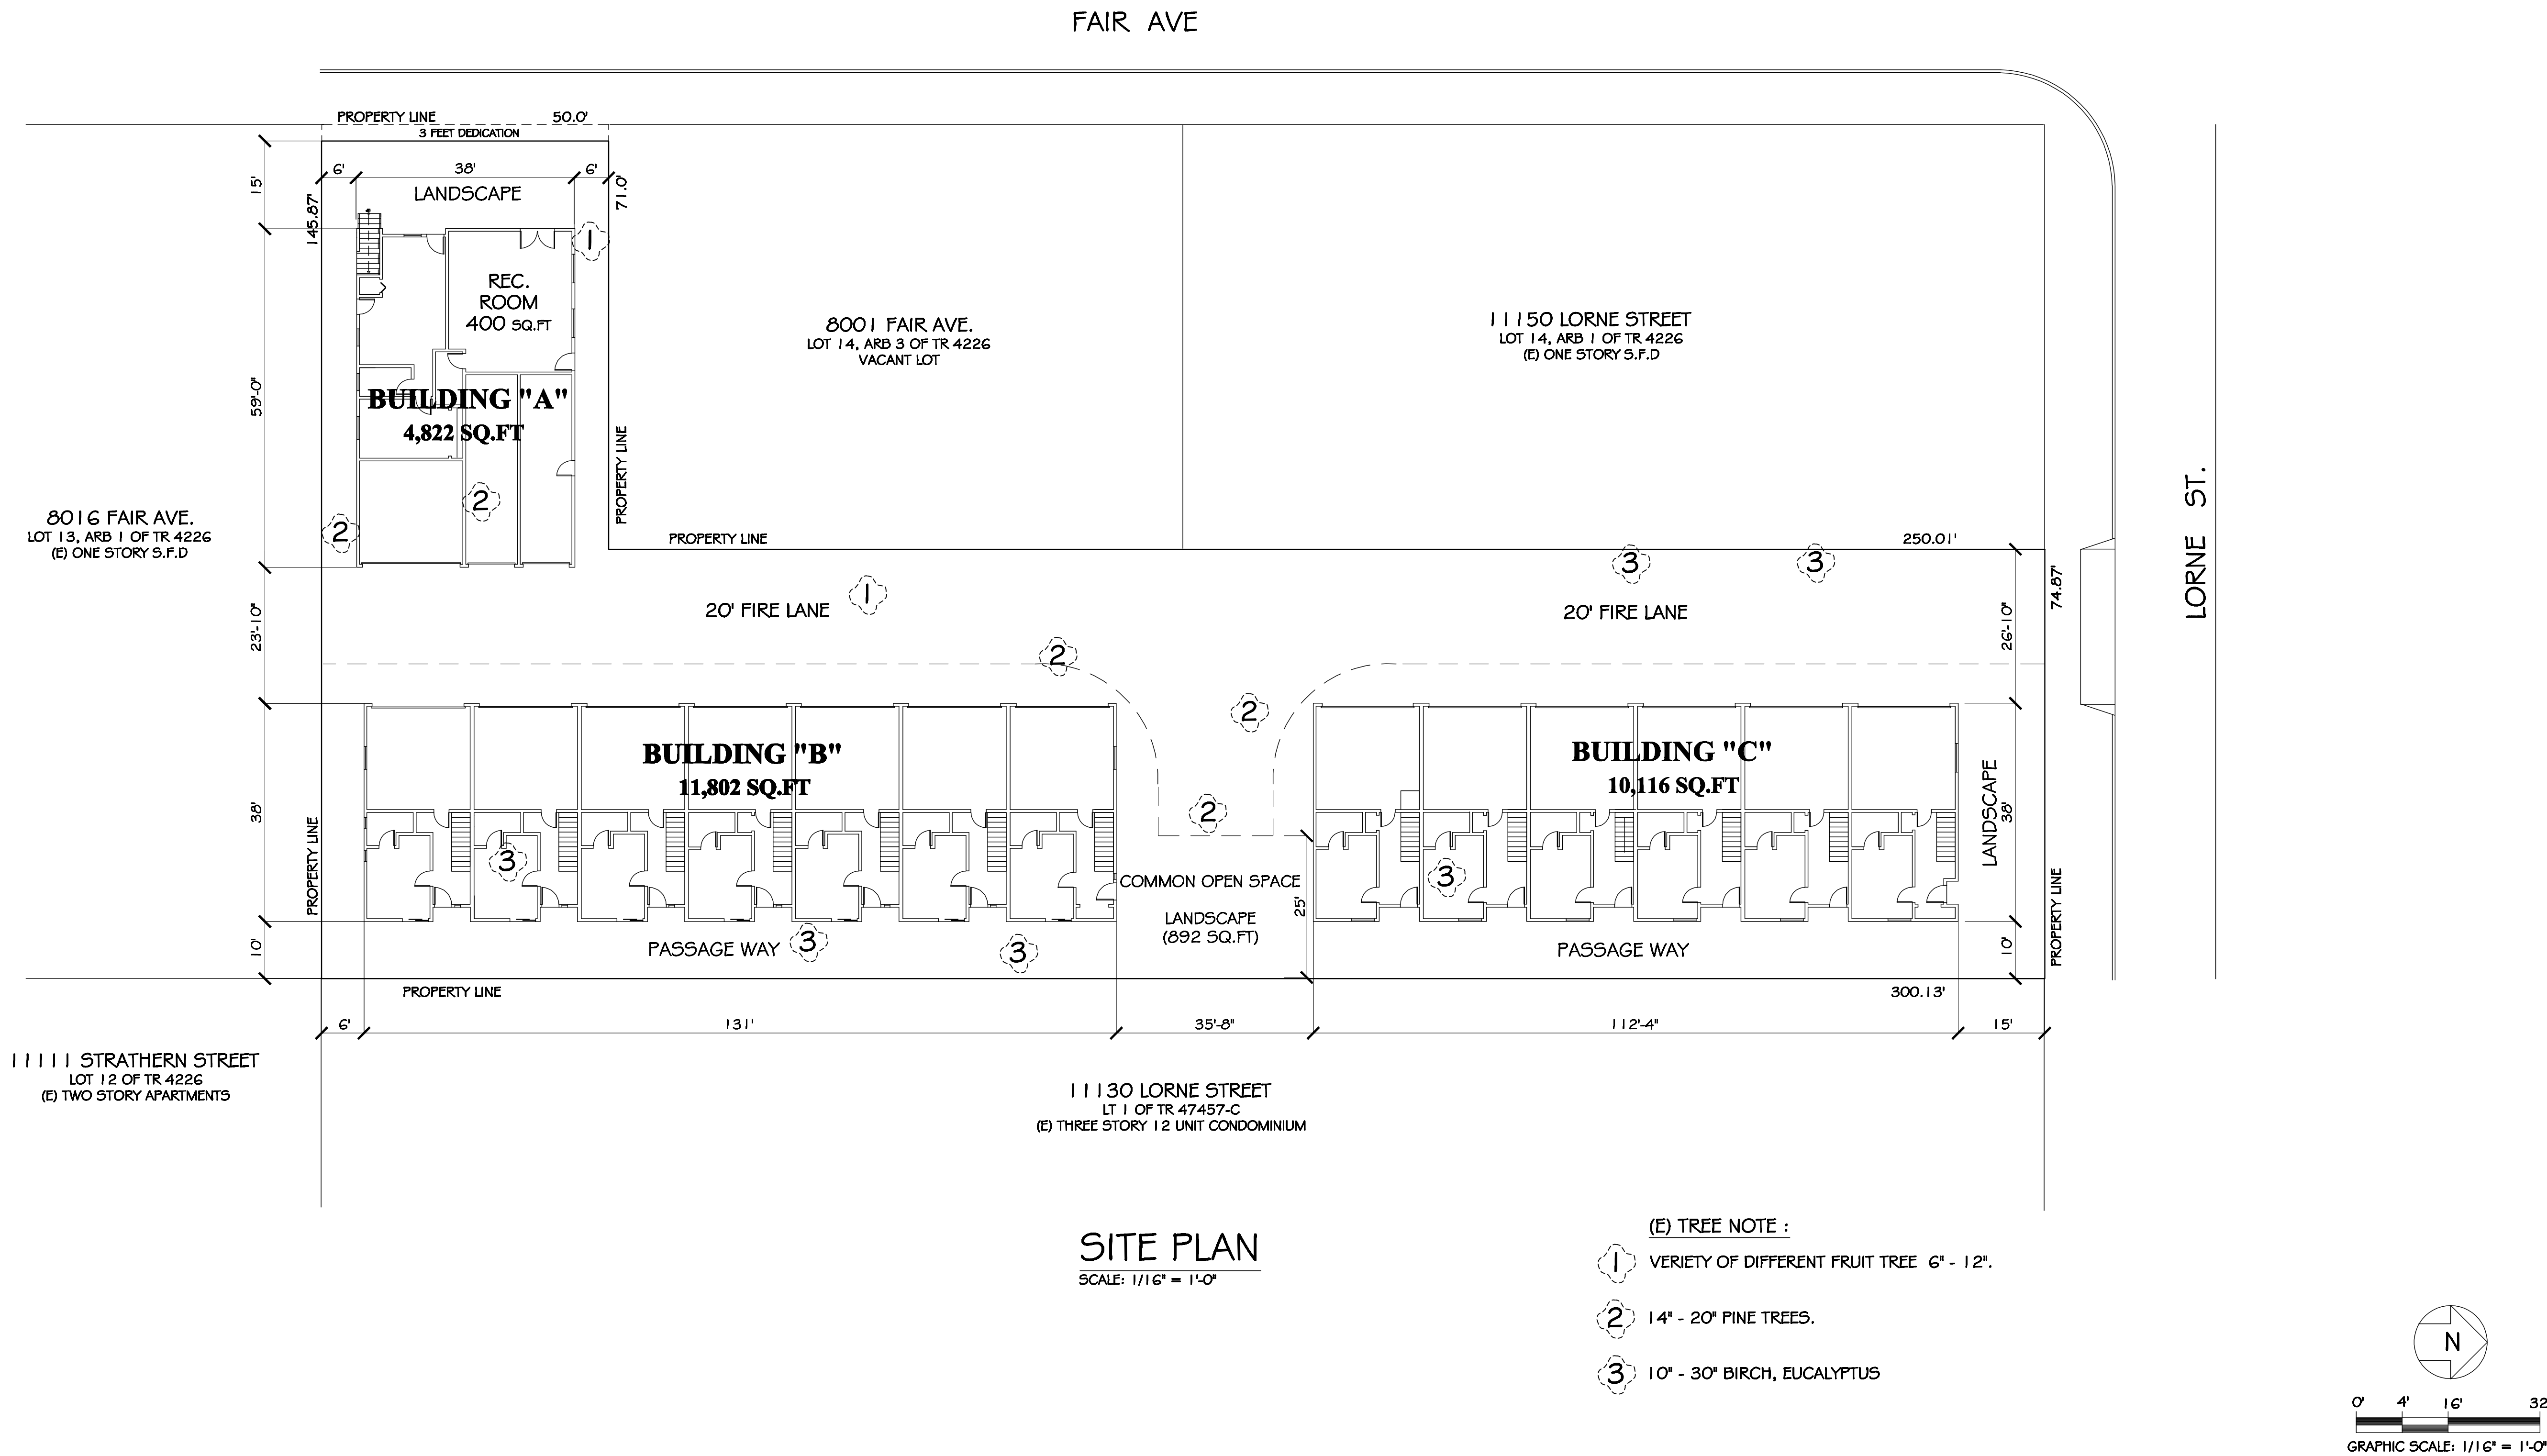 FAIR AVE
PROPERTY LINE
50.0'
3 FEET DEDICATION
6'
38'
6'
LANDSCAPE
15'
145.87'
71.0'
1
REC.
ROOM
400 SQ.FT
8001 FAIR AVE.
LOT 14, ARB 3 OF TR 4226
VACANT LOT
11150 LORNE STREET
LOT 14, ARB 1 OF TR 4226
(E) ONE STORY S.F.D
59'-0"
BUILDING "A"
4,822 SQ.FT
PROPERTY LINE
2
2
8016 FAIR AVE.
LOT 13, ARB 1 OF TR 4226
(E) ONE STORY S.F.D
PROPERTY LINE
250.01'
LORNE ST.
3
3
74.87'
1
20' FIRE LANE
20' FIRE LANE
23'-10"
26'-10"
2
2
BUILDING "B"
11,802 SQ.FT
BUILDING "C"
10,116 SQ.FT
2
38'
38'
LANDSCAPE
PROPERTY LINE
3
3
COMMON OPEN SPACE
25'
LANDSCAPE
(892 SQ.FT)
PROPERTY LINE
10'
PASSAGE WAY
3
3
PASSAGE WAY
10'
PROPERTY LINE
300.13'
6'
131'
35'-8"
112'-4"
15'
11111 STRATHERN STREET
LOT 12 OF TR 4226
(E) TWO STORY APARTMENTS
11130 LORNE STREET
LT 1 OF TR 47457-C
(E) THREE STORY 12 UNIT CONDOMINIUM
SITE PLAN
SCALE: 1/16" = 1'-0"
(E) TREE NOTE :
1 VERIETY OF DIFFERENT FRUIT TREE 6" - 12".
2 14" - 20" PINE TREES.
3 10" - 30" BIRCH, EUCALYPTUS
N
0' 4' 16' 32
GRAPHIC SCALE: 1/16" = 1'-0"